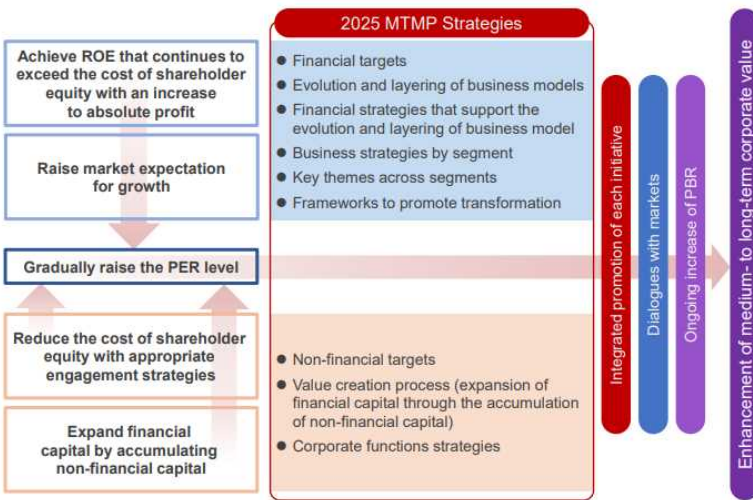 2025 MTMP Strategies
Achieve ROE that continues to
exceed the cost of shareholder
equity with an increase
to absolute profit
Raise market expectation
for growth
Gradually raise the PER level
Reduce the cost of shareholder
equity with appropriate
engagement strategies
Expand financial
capital by accumulating
non-financial capital
● Financial targets
● Evolution and layering of business models
● Financial strategies that support the
evolution and layering of business model
● Business strategies by segment
● Key themes across segments
● Frameworks to promote transformation
● Non-financial targets
● Value creation process (expansion of
financial capital through the accumulation
of non-financial capital)
● Corporate functions strategies
Integrated promotion of each initiative
Dialogues with markets
Ongoing increase of PBR
Enhancement of medium- to long-term corporate value